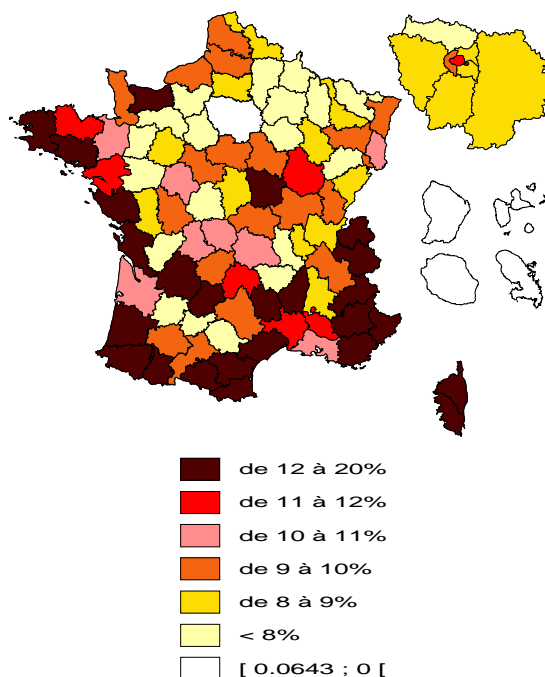 de 12 à 20%
de 11 à 12%
de 10 à 11%
de 9 à 10%
de 8 à 9%
< 8%
[ 0.0643 ; 0 [